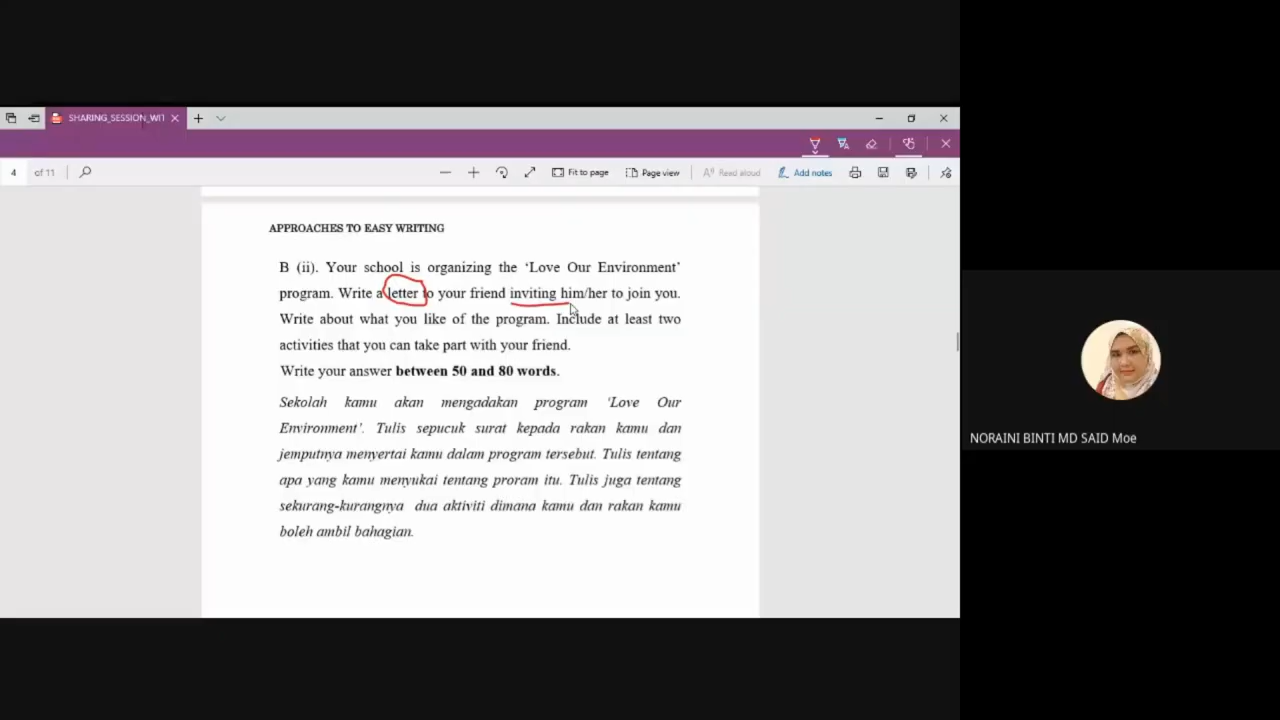 SHARING_SESSION_WIT
4 of 11
Fit to page
Page view
Read aloud
Add notes
APPROACHES TO EASY WRITING
B (ii). Your school is organizing the ‘Love Our Environment’
program. Write a letter to your friend inviting him/her to join you.
Write about what you like of the program. Include at least two
activities that you can take part with your friend.
Write your answer between 50 and 80 words.
Sekolah kamu akan mengadakan program ‘Love Our
Environment’. Tulis sepucuk surat kepada rakan kamu dan
jemputnya menyertai kamu dalam program tersebut. Tulis tentang
apa yang kamu menyukai tentang proram itu. Tulis juga tentang
sekurang-kurangnya dua aktiviti dimana kamu dan rakan kamu
boleh ambil bahagian.
NORAINI BINTI MD SAID Moe